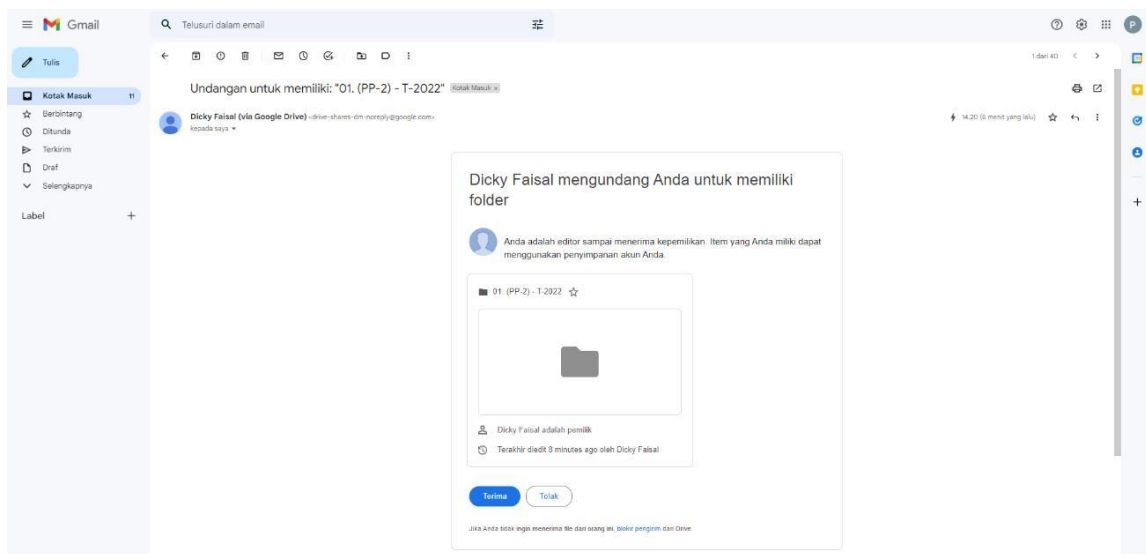 Gmail
Telusuri dalam email
P
Tulis
1 dari 40
Kotak Masuk 11
Berbintang
Ditunda
Terkirim
Draf
Selengkapnya
Label
Undangan untuk memiliki: "01. (PP-2) - T-2022" Kotak Masuk x
Dicky Faisal (via Google Drive) <drive-shares-dm-noreply@google.com>
14.20 (8 menit yang lalu)
kepada saya
Dicky Faisal mengundang Anda untuk memiliki
folder
Anda adalah editor sampai menerima kepemilikan Item yang Anda miliki dapat
menggunakan penyimpanan akun Anda.
01. (PP-2) - T-2022
Dicky Faisal adalah pemilik
Terakhir diedit 8 minutes ago oleh Dicky Faisal
Terima
Tolak
Jika Anda tidak ingin menerima file dari orang ini, blokir pengirim dari Drive